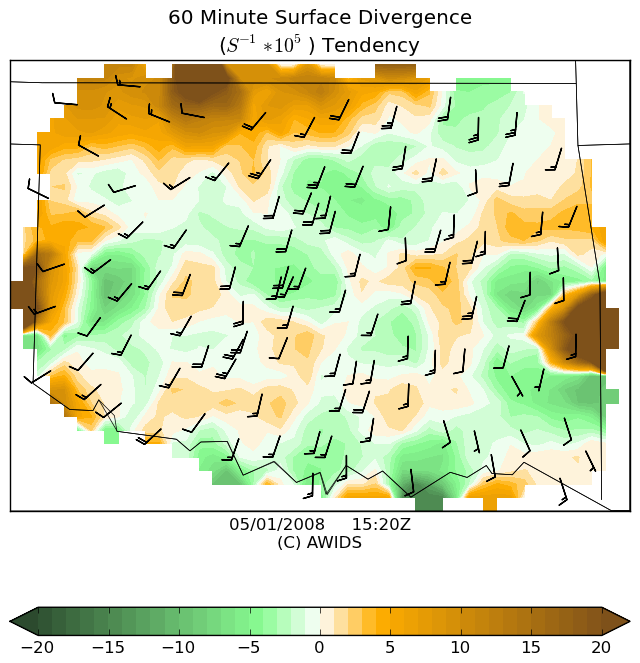 60 Minute Surface Divergence
(S⁻¹ *10⁵ ) Tendency
05/01/2008 15:20Z
(C) AWIDS
−20 −15 −10 −5 0 5 10 15 20